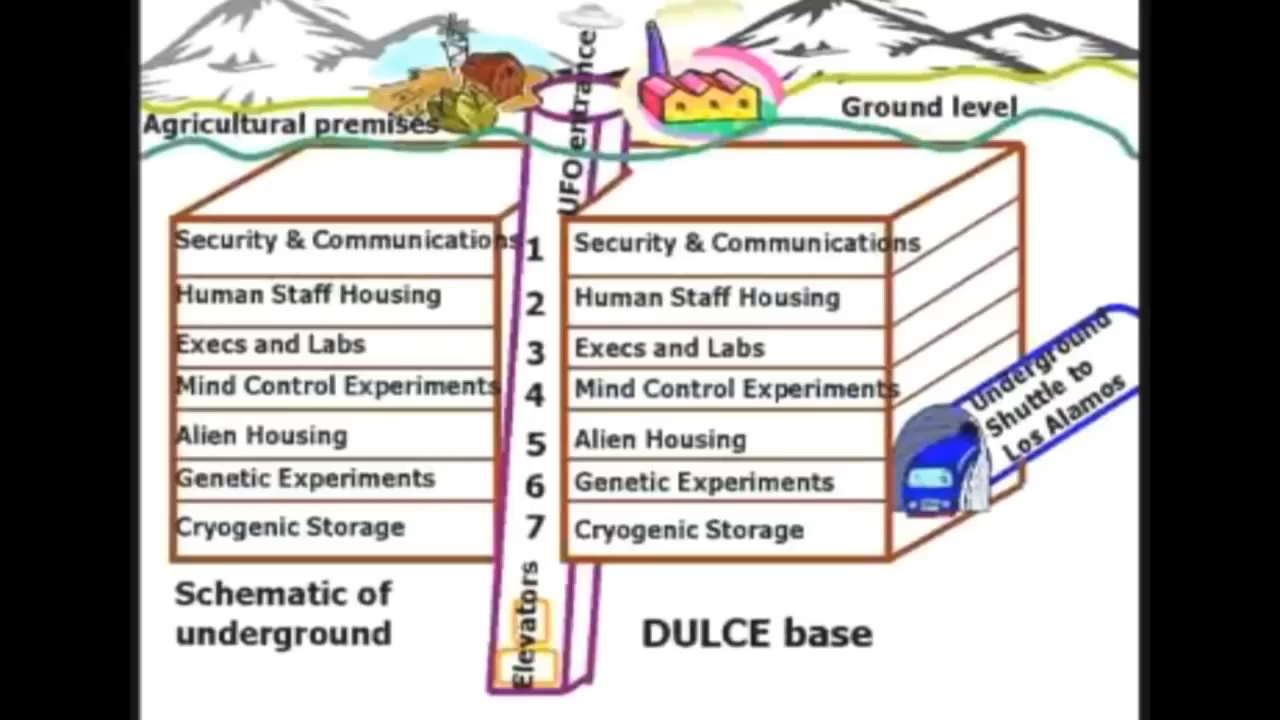 UFO entrance
Agricultural premises
Ground level
Security & Communications
1
Security & Communications
Human Staff Housing
2
Human Staff Housing
Execs and Labs
3
Execs and Labs
Mind Control Experiments
4
Mind Control Experiments
Underground
Shuttle to
Los Alamos
Alien Housing
5
Alien Housing
Genetic Experiments
6
Genetic Experiments
Cryogenic Storage
7
Cryogenic Storage
Elevators
Schematic of
underground
DULCE base